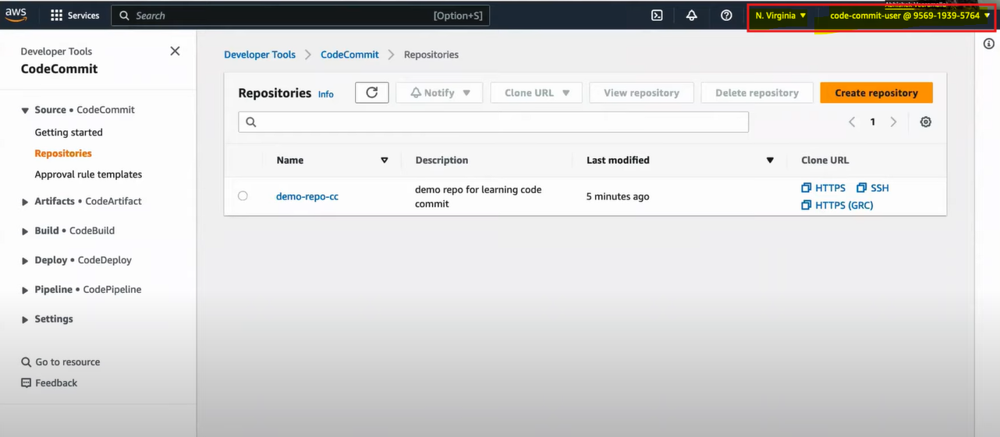 aws Services Search [Option+S] N. Virginia code-commit-user @ 9569-1939-5764
Developer Tools
CodeCommit
Source • CodeCommit
Getting started
Repositories
Approval rule templates
Artifacts • CodeArtifact
Build • CodeBuild
Deploy • CodeDeploy
Pipeline • CodePipeline
Settings
Go to resource
Feedback
Developer Tools CodeCommit Repositories
Repositories Info Notify Clone URL View repository Delete repository Create repository
1
Name Description Last modified Clone URL
demo-repo-cc demo repo for learning code commit 5 minutes ago HTTPS SSH
HTTPS (GRC)